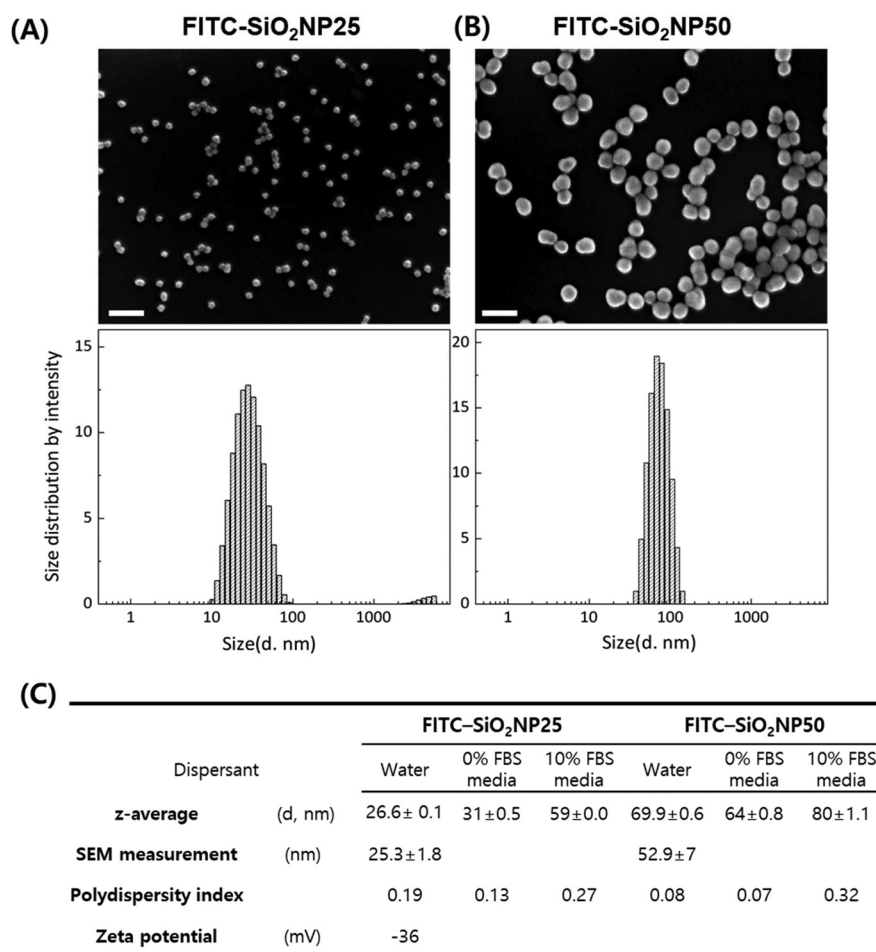 (A)
FITC-SiO₂NP25
(B)
FITC-SiO₂NP50
15
10
5
0
Size distribution by intensity
1
10
100
1000
Size(d. nm)
20
15
10
5
0
1
10
100
1000
Size(d. nm)
(C)
FITC–SiO₂NP25 FITC–SiO₂NP50
Dispersant Water 0% FBS media 10% FBS media Water 0% FBS media 10% FBS media
z-average (d, nm) 26.6± 0.1 31±0.5 59±0.0 69.9±0.6 64±0.8 80±1.1
SEM measurement (nm) 25.3±1.8 52.9±7
Polydispersity index 0.19 0.13 0.27 0.08 0.07 0.32
Zeta potential (mV) -36